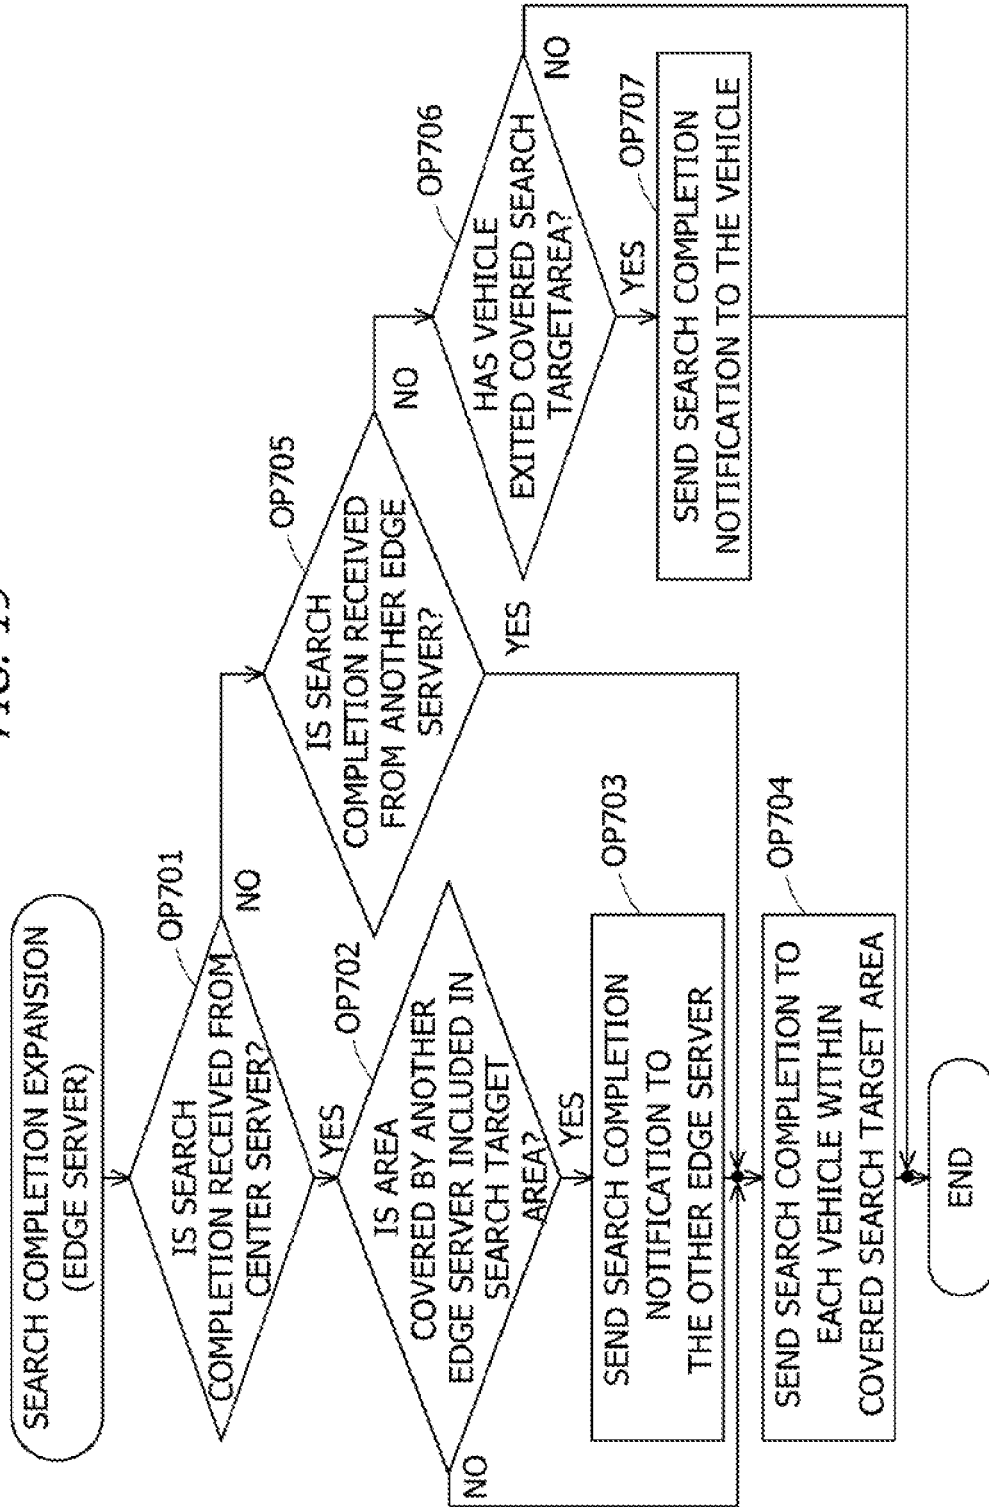 FIG. 15
SEARCH COMPLETION EXPANSION
(EDGE SERVER)
OP701
IS SEARCH
COMPLETION RECEIVED FROM
CENTER SERVER?
NO
YES
OP702
IS AREA
COVERED BY ANOTHER
EDGE SERVER INCLUDED IN
SEARCH TARGET
AREA?
NO
YES
OP703
SEND SEARCH COMPLETION
NOTIFICATION TO
THE OTHER EDGE SERVER
OP704
SEND SEARCH COMPLETION TO
EACH VEHICLE WITHIN
COVERED SEARCH TARGET AREA
END
OP705
IS SEARCH
COMPLETION RECEIVED
FROM ANOTHER EDGE
SERVER?
NO
YES
OP706
HAS VEHICLE
EXITED COVERED SEARCH
TARGETAREA?
NO
YES
OP707
SEND SEARCH COMPLETION
NOTIFICATION TO THE VEHICLE